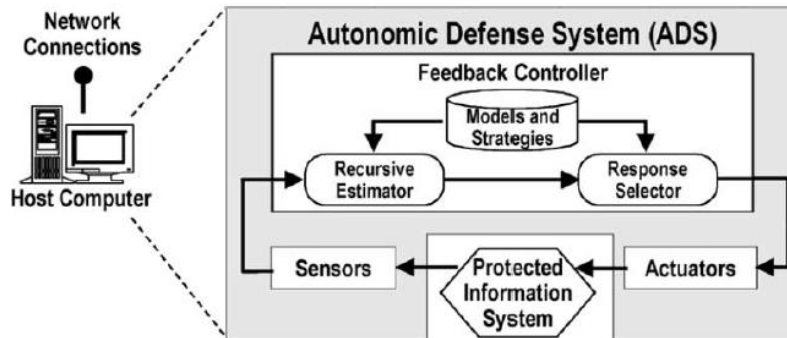 Network
Connections
Host Computer
Autonomic Defense System (ADS)
Feedback Controller
Models and
Strategies
Recursive
Estimator
Response
Selector
Sensors
Protected
Information
System
Actuators